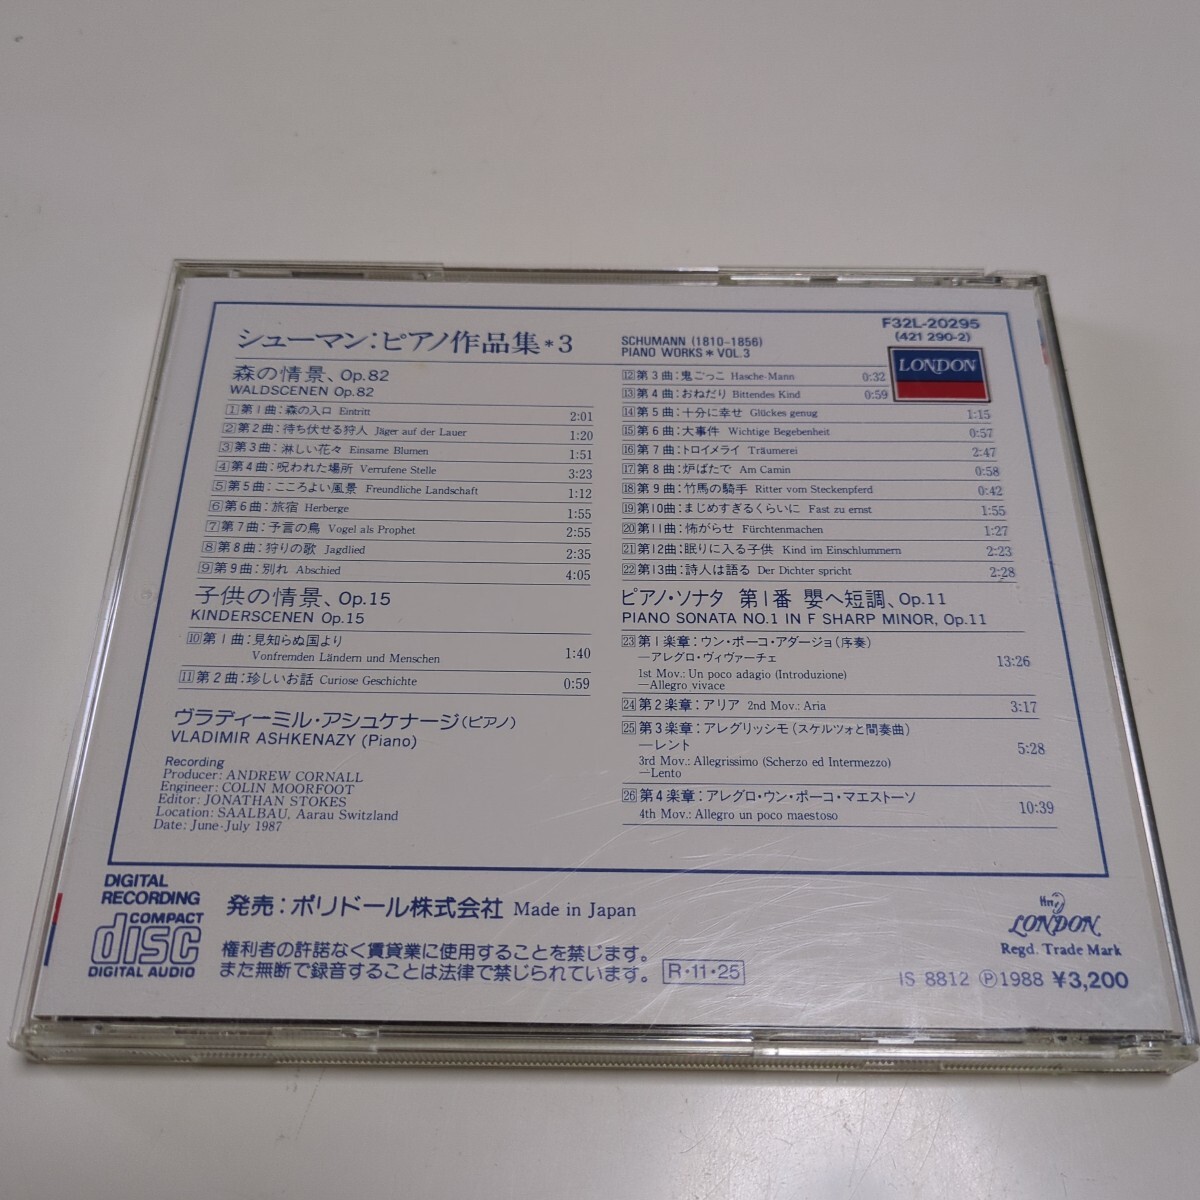 シューマン:ピアノ作品集*3
森の情景、Op.82
WALDSCENEN Op.82
1 第1曲:森の入口 Eintritt 2:01
2 第2曲:待ち伏せる狩人 Jäger auf der Lauer 1:20
3 第3曲:淋しい花々 Einsame Blumen 1:51
4 第4曲:呪われた場所 Verrufene Stelle 3:23
5 第5曲:こころよい風景 Freundliche Landschaft 1:12
6 第6曲:旅宿 Herberge 1:55
7 第7曲:予言の鳥 Vogel als Prophet 2:55
8 第8曲:狩りの歌 Jagdlied 2:35
9 第9曲:別れ Abschied 4:05
子供の情景、Op.15
KINDERSCENEN Op.15
10 第1曲:見知らぬ国より
Vonfremden Ländern und Menschen 1:40
11 第2曲:珍しいお話 Curiose Geschichte 0:59
ヴラディーミル・アシュケナージ(ピアノ)
VLADIMIR ASHKENAZY (Piano)
Recording
Producer: ANDREW CORNALL
Engineer: COLIN MOORFOOT
Editor: JONATHAN STOKES
Location: SAALBAU, Aarau Switzland
Date: June-July 1987
SCHUMANN (1810-1856)
PIANO WORKS * VOL.3
F32L-20295
(421 290-2)
LONDON
12 第3曲:鬼ごっこ Hasche-Mann 0:32
13 第4曲:おねだり Bittendes Kind 0:59
14 第5曲:十分に幸せ Glückes genug 1:15
15 第6曲:大事件 Wichtige Begebenheit 0:57
16 第7曲:トロイメライ Träumerei 2:47
17 第8曲:炉ばたで Am Camin 0:58
18 第9曲:竹馬の騎手 Ritter vom Steckenpferd 0:42
19 第10曲:まじめすぎるくらいに Fast zu ernst 1:55
20 第11曲:怖がらせ Fürchtenmachen 1:27
21 第12曲:眠りに入る子供 Kind im Einschlummern 2:23
22 第13曲:詩人は語る Der Dichter spricht 2:28
ピアノ・ソナタ 第1番 嬰ヘ短調、Op.11
PIANO SONATA NO.1 IN F SHARP MINOR, Op.11
23 第1楽章:ウン・ポーコ・アダージョ(序奏)
—アレグロ・ヴィヴァーチェ 13:26
1st Mov.: Un poco adagio (Introduzione)
—Allegro vivace
24 第2楽章:アリア 2nd Mov.: Aria 3:17
25 第3楽章:アレグリッシモ(スケルツォと間奏曲)
—レント 5:28
3rd Mov.: Allegrissimo (Scherzo ed Intermezzo)
—Lento
26 第4楽章:アレグロ・ウン・ポーコ・マエストーソ 10:39
4th Mov.: Allegro un poco maestoso
DIGITAL
RECORDING
COMPACT
disc
DIGITAL AUDIO
発売:ポリドール株式会社 Made in Japan
権利者の許諾なく賃貸業に使用することを禁じます。
また無断で録音することは法律で禁じられています。 R・11・25
LONDON
Regd. Trade Mark
IS 8812 Ⓟ1988 ¥3,200